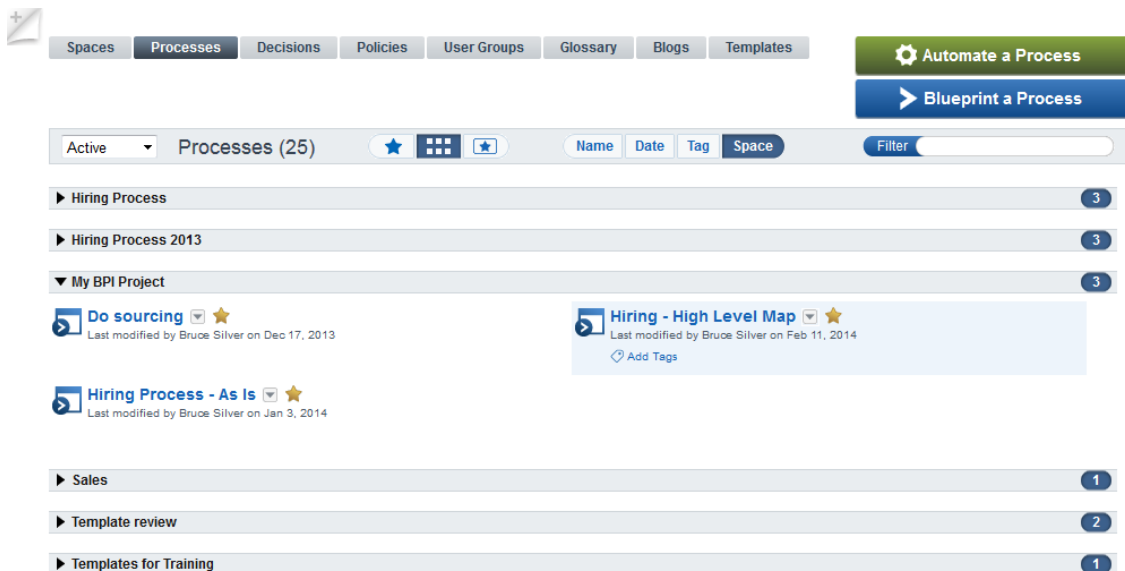 Spaces Processes Decisions Policies User Groups Glossary Blogs Templates
Automate a Process
Blueprint a Process
Active Processes (25) Name Date Tag Space Filter
Hiring Process 3
Hiring Process 2013 3
My BPI Project 3
Do sourcing
Last modified by Bruce Silver on Dec 17, 2013
Hiring - High Level Map
Last modified by Bruce Silver on Feb 11, 2014
Add Tags
Hiring Process - As Is
Last modified by Bruce Silver on Jan 3, 2014
Sales 1
Template review 2
Templates for Training 1